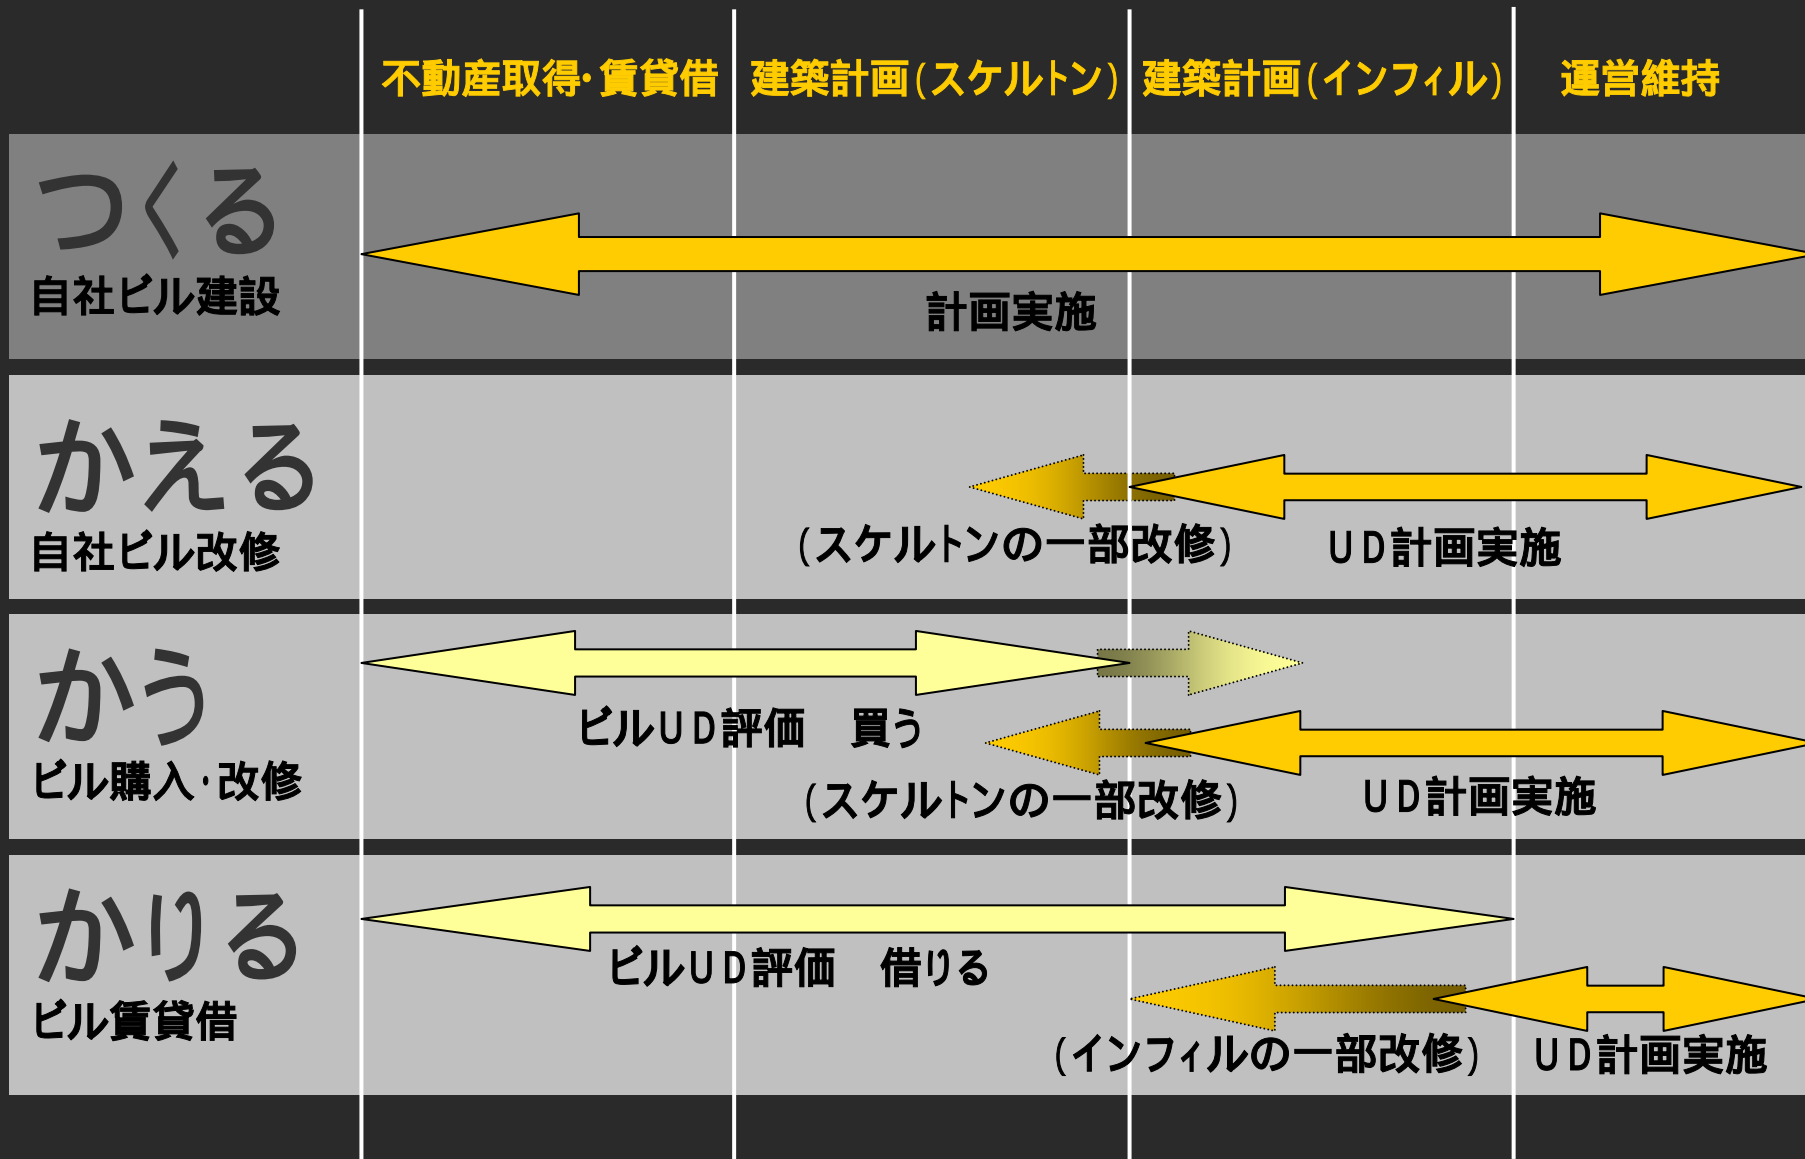 不動産取得・賃貸借
建築計画(スケルトン)
建築計画(インフィル)
運営維持
つくる
自社ビル建設
計画実施
かえる
自社ビル改修
(スケルトンの一部改修)
UD計画実施
かう
ビル購入・改修
ビルUD評価　買う
(スケルトンの一部改修)
UD計画実施
かりる
ビル賃貸借
ビルUD評価　借りる
(インフィルの一部改修)
UD計画実施